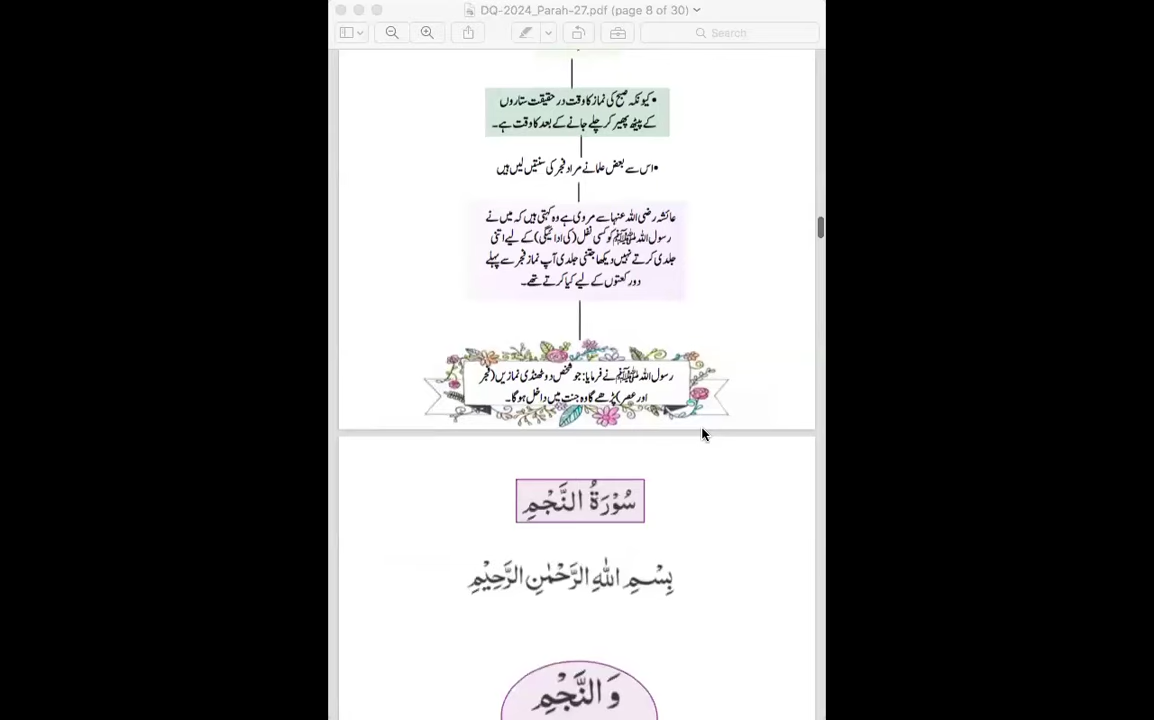 DQ-2024_Parah-27.pdf (page 8 of 30)
Search
•کیونکہ صبح کی نماز کا وقت در حقیقت ستاروں
کے پیٹھ پھیر کر چلے جانے کے بعد کا وقت ہے۔
•اس سے بعض علما نے مراد فجر کی سنتیں لیں ہیں
عائشہ رضی اللہ عنہا سے مروی ہے وہ کہتی ہیں کہ میں نے
رسول اللہ ﷺ کو کسی نفل (کی ادائیگی) کے لیے اتنی
جلدی کرتے نہیں دیکھا جتنی جلدی آپ نماز فجر سے پہلے
دو رکعتوں کے لیے کیا کرتے تھے۔
رسول اللہ ﷺ نے فرمایا: جو شخص دو ٹھنڈی نمازیں (فجر
اور عصر) پڑھے گا وہ جنت میں داخل ہو گا۔
سُوْرَةُ النَّجْمِ
بِسْمِ اللّٰهِ الرَّحْمٰنِ الرَّحِيْمِ
وَ النَّجْمِ